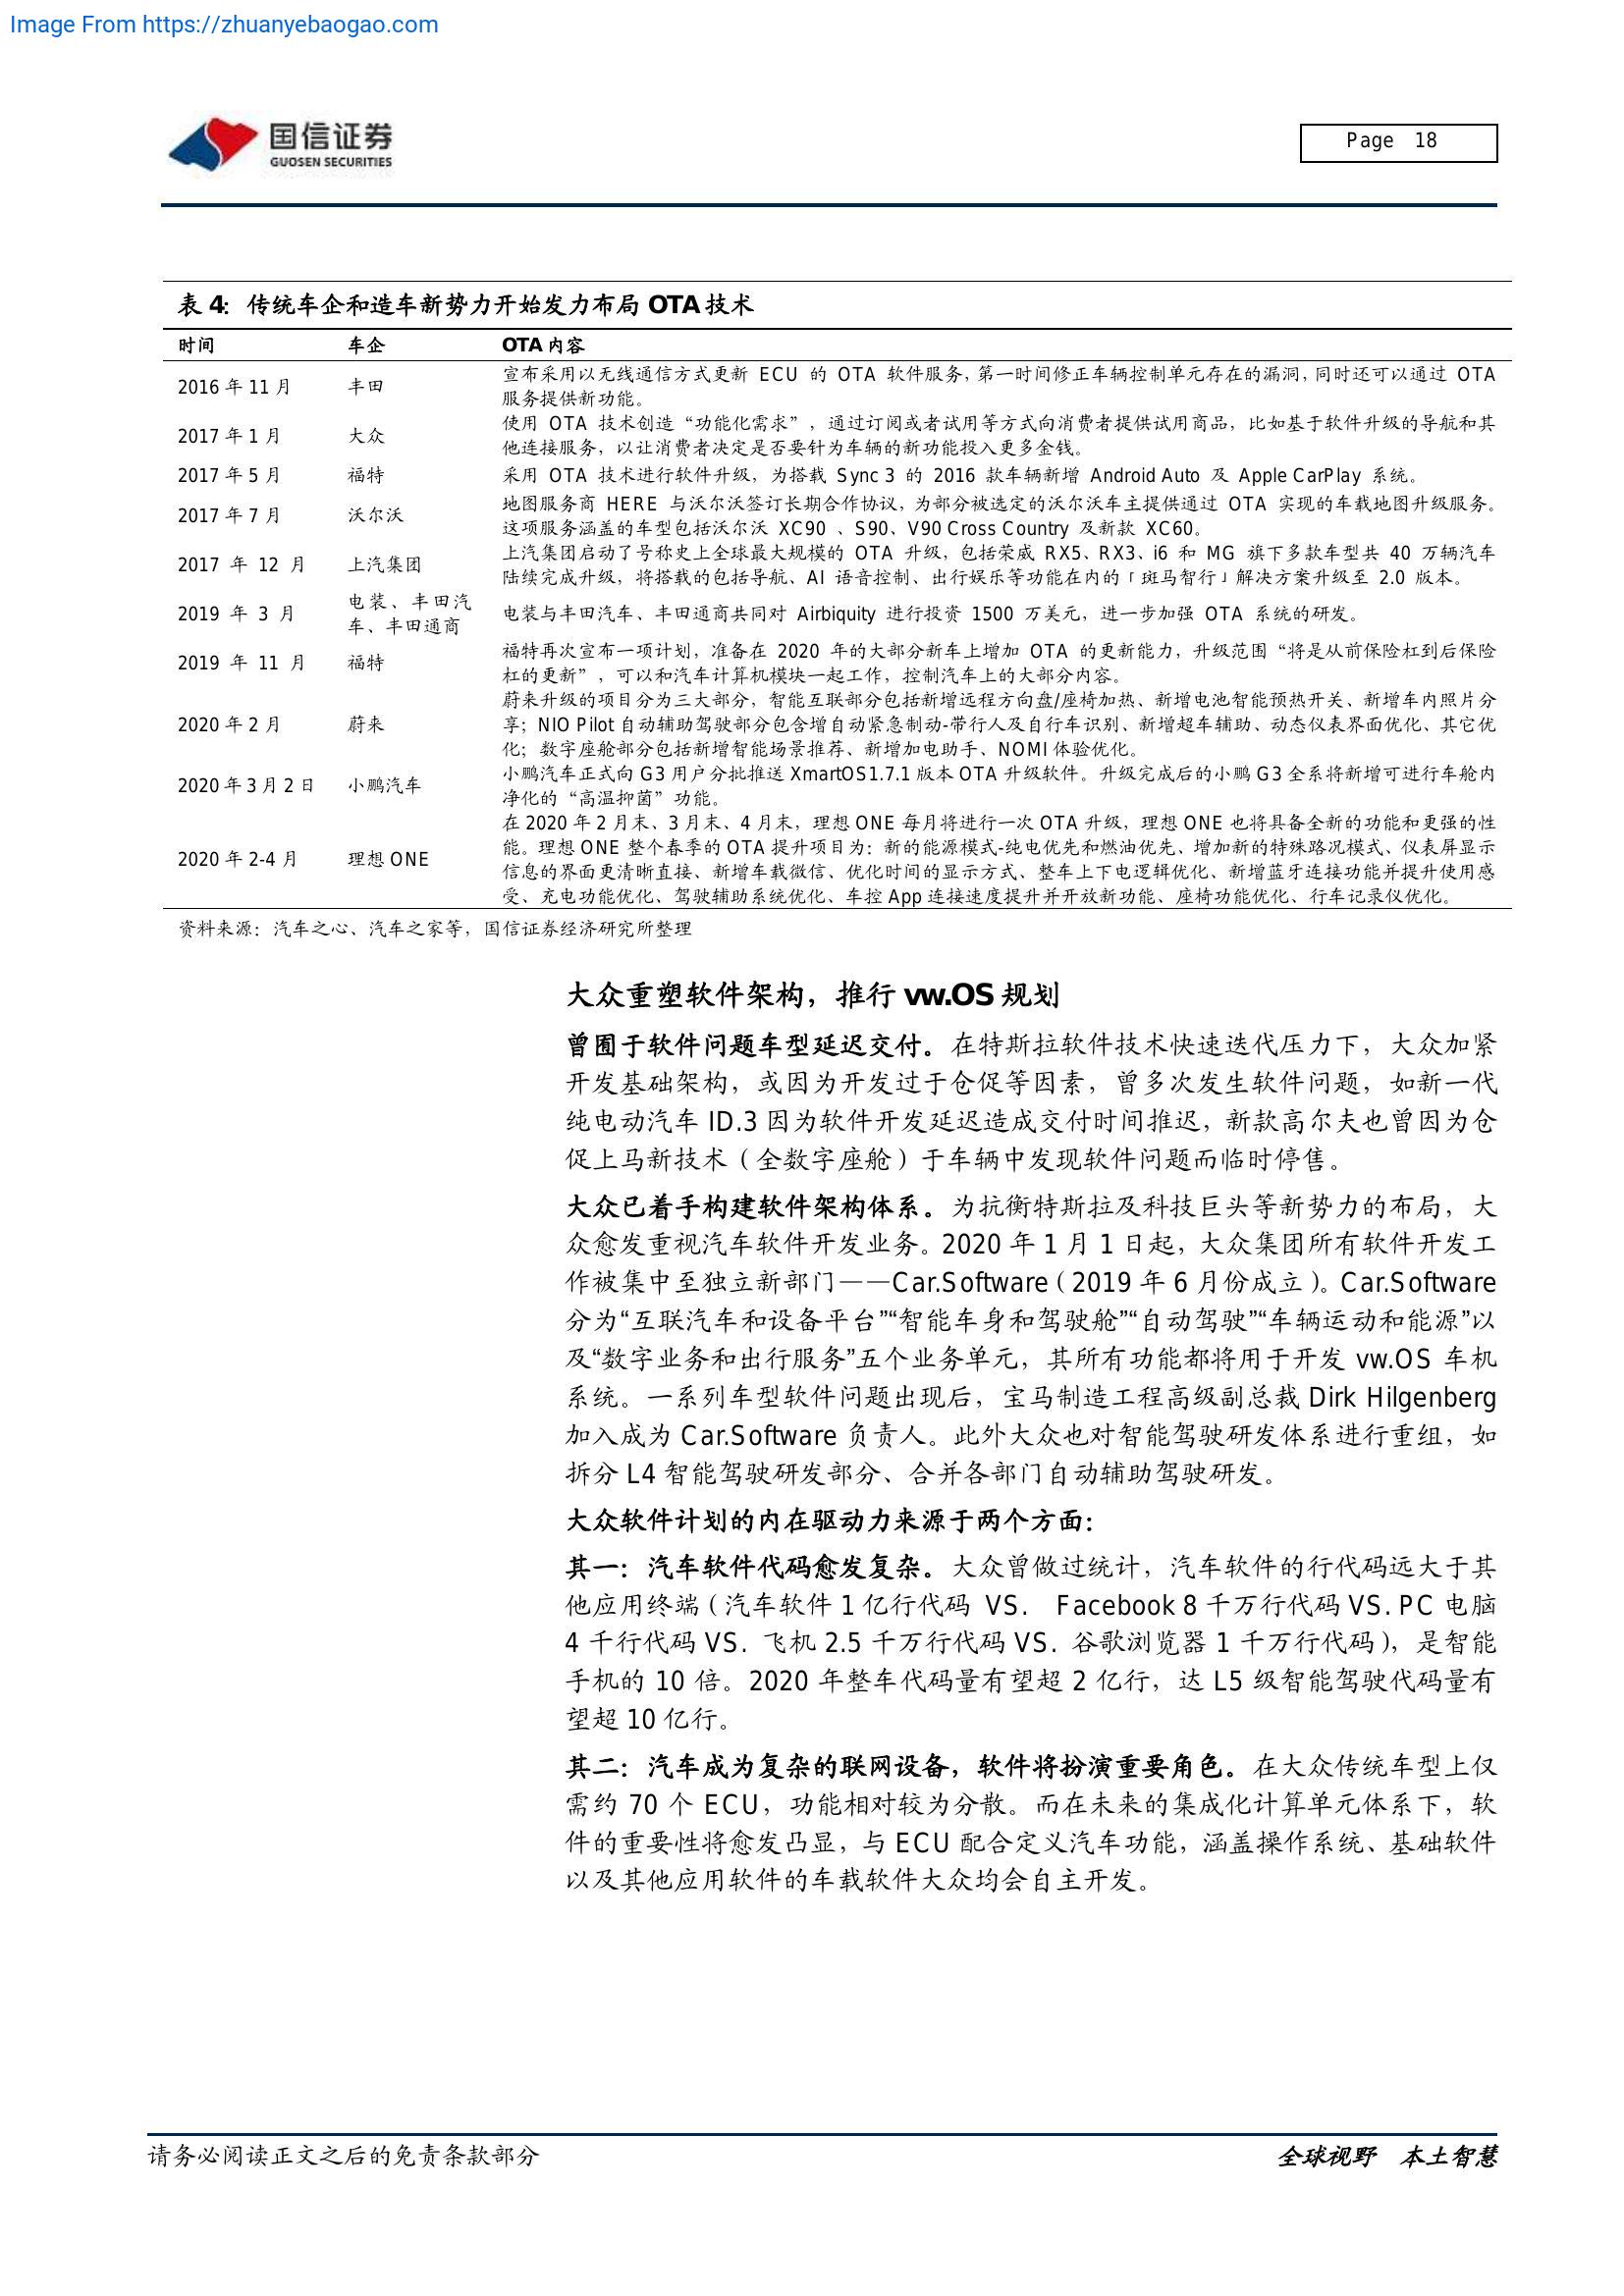 Image From https://zhuanyebaogao.com
国信证券
GUOSEN SECURITIES
Page 18
表 4：传统车企和造车新势力开始发力布局 OTA 技术
时间 车企 OTA 内容
2016 年 11 月 丰田 宣布采用以无线通信方式更新 ECU 的 OTA 软件服务，第一时间修正车辆控制单元存在的漏洞，同时还可以通过 OTA
服务提供新功能。
2017 年 1 月 大众 使用 OTA 技术创造“功能化需求”，通过订阅或者试用等方式向消费者提供试用商品，比如基于软件升级的导航和其
他连接服务，以让消费者决定是否要针为车辆的新功能投入更多金钱。
2017 年 5 月 福特 采用 OTA 技术进行软件升级，为搭载 Sync 3 的 2016 款车辆新增 Android Auto 及 Apple CarPlay 系统。
2017 年 7 月 沃尔沃 地图服务商 HERE 与沃尔沃签订长期合作协议，为部分被选定的沃尔沃车主提供通过 OTA 实现的车载地图升级服务。
这项服务涵盖的车型包括沃尔沃 XC90 、S90、V90 Cross Country 及新款 XC60。
2017 年 12 月 上汽集团 上汽集团启动了号称史上全球最大规模的 OTA 升级，包括荣威 RX5、RX3、i6 和 MG 旗下多款车型共 40 万辆汽车
陆续完成升级，将搭载的包括导航、AI 语音控制、出行娱乐等功能在内的「斑马智行」解决方案升级至 2.0 版本。
2019 年 3 月 电装、丰田汽
车、丰田通商 电装与丰田汽车、丰田通商共同对 Airbiquity 进行投资 1500 万美元，进一步加强 OTA 系统的研发。
2019 年 11 月 福特 福特再次宣布一项计划，准备在 2020 年的大部分新车上增加 OTA 的更新能力，升级范围“将是从前保险杠到后保险
杠的更新”，可以和汽车计算机模块一起工作，控制汽车上的大部分内容。
2020 年 2 月 蔚来 蔚来升级的项目分为三大部分，智能互联部分包括新增远程方向盘/座椅加热、新增电池智能预热开关、新增车内照片分
享；NIO Pilot 自动辅助驾驶部分包含增自动紧急制动-带行人及自行车识别、新增超车辅助、动态仪表界面优化、其它优
化；数字座舱部分包括新增智能场景推荐、新增加电助手、NOMI 体验优化。
2020 年 3 月 2 日 小鹏汽车 小鹏汽车正式向 G3 用户分批推送 XmartOS1.7.1 版本 OTA 升级软件。升级完成后的小鹏 G3 全系将新增可进行车舱内
净化的“高温抑菌”功能。
2020 年 2-4 月 理想 ONE 在 2020 年 2 月末、3 月末、4 月末，理想 ONE 每月将进行一次 OTA 升级，理想 ONE 也将具备全新的功能和更强的性
能。理想 ONE 整个春季的 OTA 提升项目为：新的能源模式-纯电优先和燃油优先、增加新的特殊路况模式、仪表屏显示
信息的界面更清晰直接、新增车载微信、优化时间的显示方式、整车上下电逻辑优化、新增蓝牙连接功能并提升使用感
受、充电功能优化、驾驶辅助系统优化、车控 App 连接速度提升并开放新功能、座椅功能优化、行车记录仪优化。
资料来源：汽车之心、汽车之家等，国信证券经济研究所整理
大众重塑软件架构，推行 vw.OS 规划
曾囿于软件问题车型延迟交付。在特斯拉软件技术快速迭代压力下，大众加紧
开发基础架构，或因为开发过于仓促等因素，曾多次发生软件问题，如新一代
纯电动汽车 ID.3 因为软件开发延迟造成交付时间推迟，新款高尔夫也曾因为仓
促上马新技术（全数字座舱）于车辆中发现软件问题而临时停售。
大众已着手构建软件架构体系。为抗衡特斯拉及科技巨头等新势力的布局，大
众愈发重视汽车软件开发业务。2020 年 1 月 1 日起，大众集团所有软件开发工
作被集中至独立新部门——Car.Software（2019 年 6 月份成立）。Car.Software
分为“互联汽车和设备平台”“智能车身和驾驶舱”“自动驾驶”“车辆运动和能源”以
及“数字业务和出行服务”五个业务单元，其所有功能都将用于开发 vw.OS 车机
系统。一系列车型软件问题出现后，宝马制造工程高级副总裁 Dirk Hilgenberg
加入成为 Car.Software 负责人。此外大众也对智能驾驶研发体系进行重组，如
拆分 L4 智能驾驶研发部分、合并各部门自动辅助驾驶研发。
大众软件计划的内在驱动力来源于两个方面：
其一：汽车软件代码愈发复杂。大众曾做过统计，汽车软件的行代码远大于其
他应用终端（汽车软件 1 亿行代码 VS. Facebook 8 千万行代码 VS. PC 电脑
4 千行代码 VS. 飞机 2.5 千万行代码 VS. 谷歌浏览器 1 千万行代码），是智能
手机的 10 倍。2020 年整车代码量有望超 2 亿行，达 L5 级智能驾驶代码量有
望超 10 亿行。
其二：汽车成为复杂的联网设备，软件将扮演重要角色。在大众传统车型上仅
需约 70 个 ECU，功能相对较为分散。而在未来的集成化计算单元体系下，软
件的重要性将愈发凸显，与 ECU 配合定义汽车功能，涵盖操作系统、基础软件
以及其他应用软件的车载软件大众均会自主开发。
请务必阅读正文之后的免责条款部分
全球视野 本土智慧